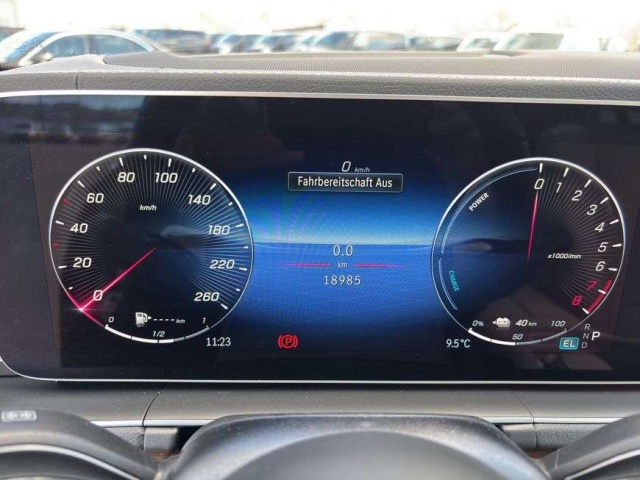 0 km/h
Fahrbereitschaft Aus
0.0
km
18985
0
20
40
60
80
100
140
180
220
260
km/h
0
1/2
1
--- km
11:23
P
POWER
CHARGE
0
1
2
3
4
5
6
7
8
x1000/min
0%
50
100
40 km
9.5°C
EL
R
N
D
P